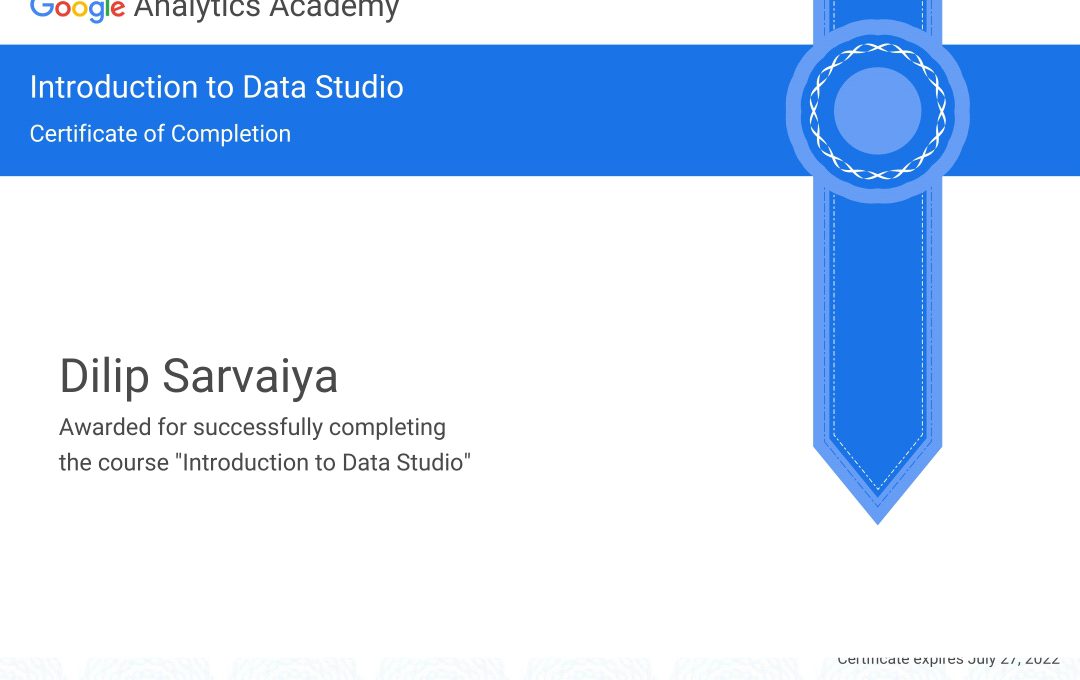 Google Analytics Academy
Introduction to Data Studio
Certificate of Completion
Dilip Sarvaiya
Awarded for successfully completing
the course "Introduction to Data Studio"
Certificate expires July 27, 2022